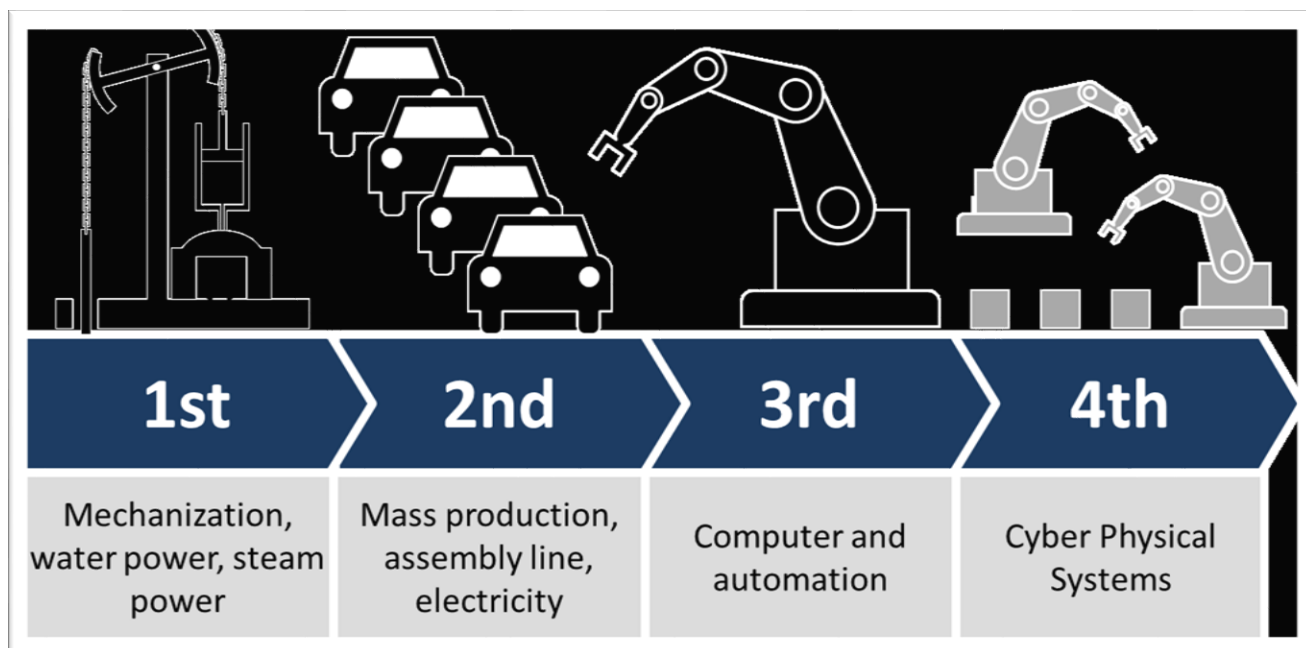 1st
2nd
3rd
4th
Mechanization,
water power, steam
power
Mass production,
assembly line,
electricity
Computer and
automation
Cyber Physical
Systems